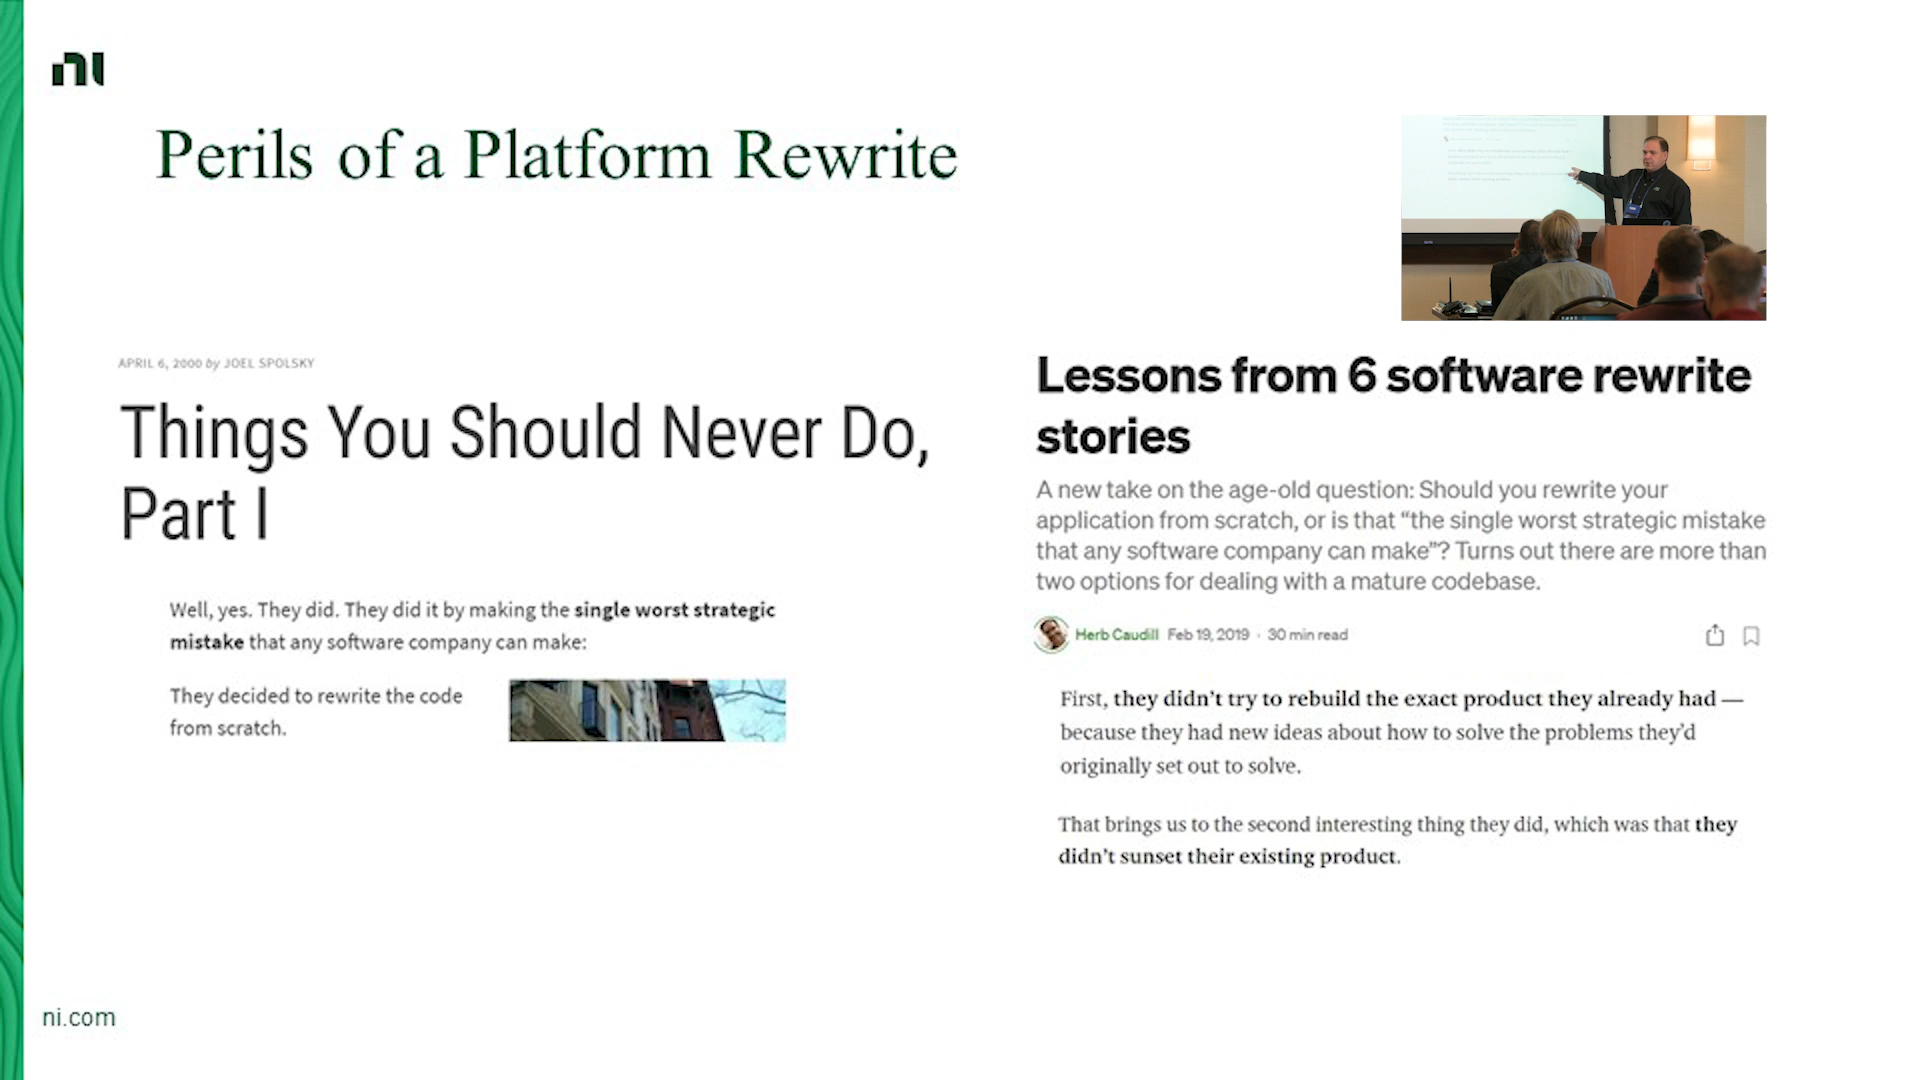 ni
Perils of a Platform Rewrite
APRIL 6, 2000 by JOEL SPOLSKY
Things You Should Never Do,
Part I
Well, yes. They did. They did it by making the single worst strategic
mistake that any software company can make:
They decided to rewrite the code
from scratch.
Lessons from 6 software rewrite
stories
A new take on the age-old question: Should you rewrite your
application from scratch, or is that “the single worst strategic mistake
that any software company can make”? Turns out there are more than
two options for dealing with a mature codebase.
Herb Caudill Feb 19, 2019 · 30 min read
First, they didn’t try to rebuild the exact product they already had —
because they had new ideas about how to solve the problems they’d
originally set out to solve.
That brings us to the second interesting thing they did, which was that they
didn’t sunset their existing product.
ni.com